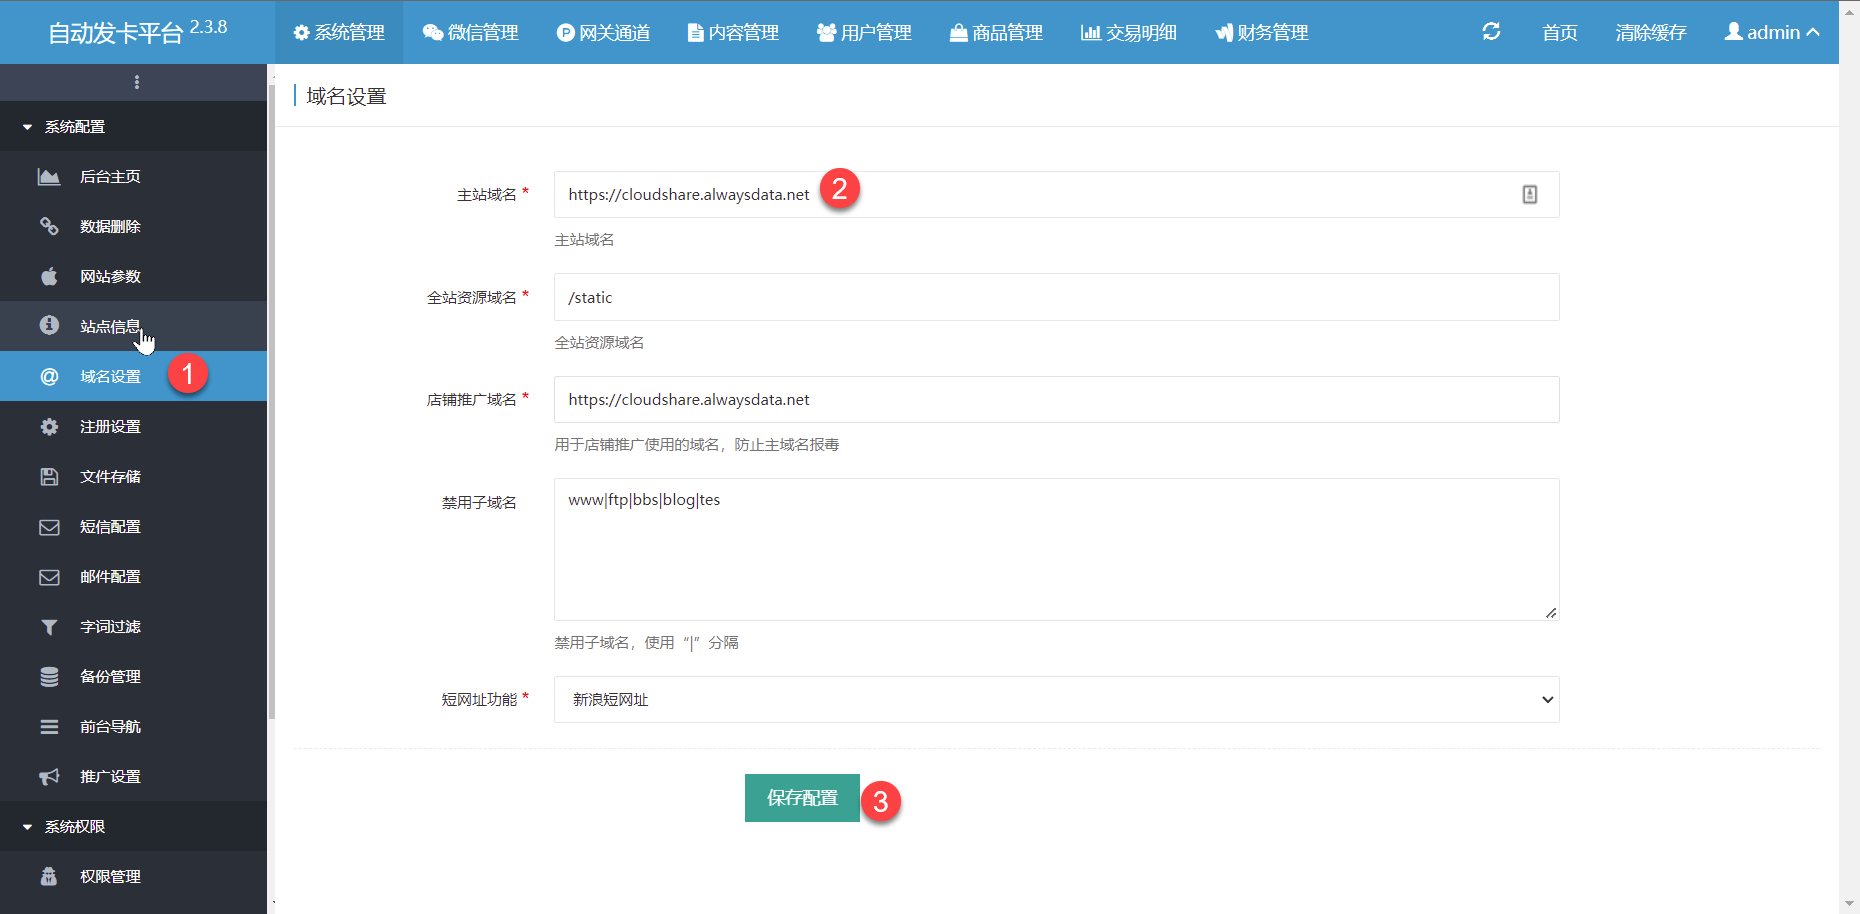 自动发卡平台 2.3.8
系统管理
微信管理
网关通道
内容管理
用户管理
商品管理
交易明细
财务管理
首页
清除缓存
admin
系统配置
后台主页
数据删除
网站参数
站点信息
域名设置
1
注册设置
文件存储
短信配置
邮件配置
字词过滤
备份管理
前台导航
推广设置
系统权限
权限管理
域名设置
主站域名 *
https://cloudshare.alwaysdata.net
2
主站域名
全站资源域名 *
/static
全站资源域名
店铺推广域名 *
https://cloudshare.alwaysdata.net
用于店铺推广使用的域名，防止主域名报毒
禁用子域名
www|ftp|bbs|blog|tes
禁用子域名，使用“|”分隔
短网址功能 *
新浪短网址
保存配置
3